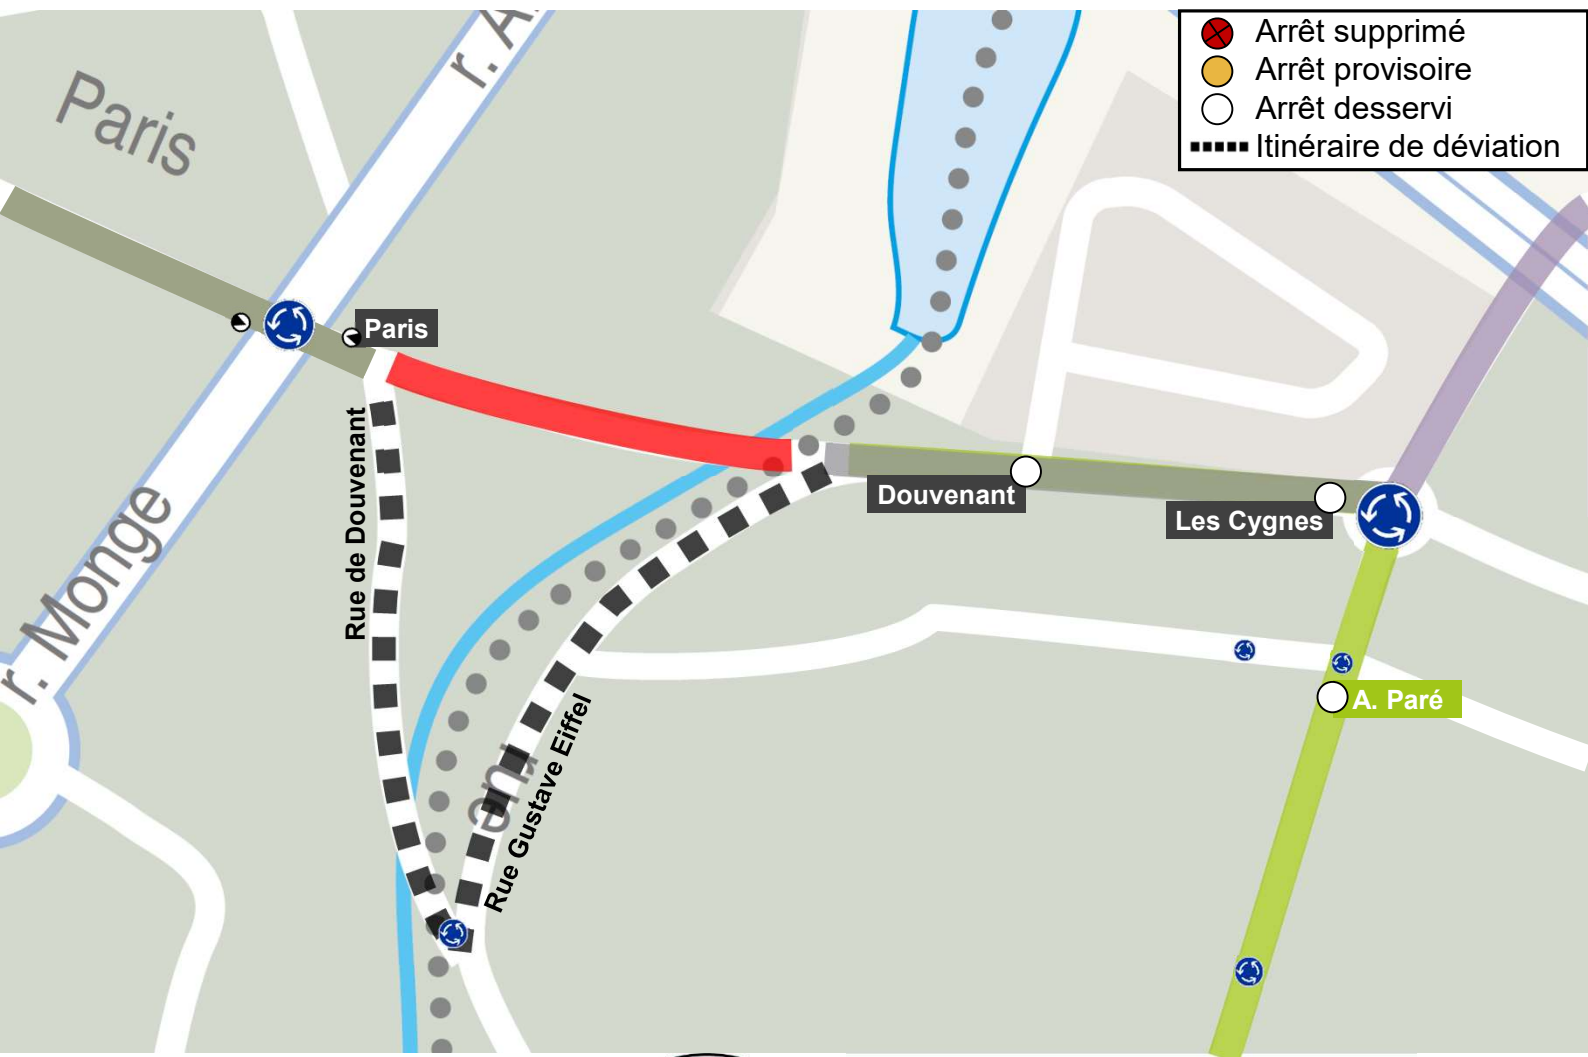 Arrêt supprimé
Arrêt provisoire
Arrêt desservi
Itinéraire de déviation
r. A
Paris
Paris
Rue de Douvenant
Douvenant
Les Cygnes
r. Monge
A. Paré
Rue Gustave Eiffel